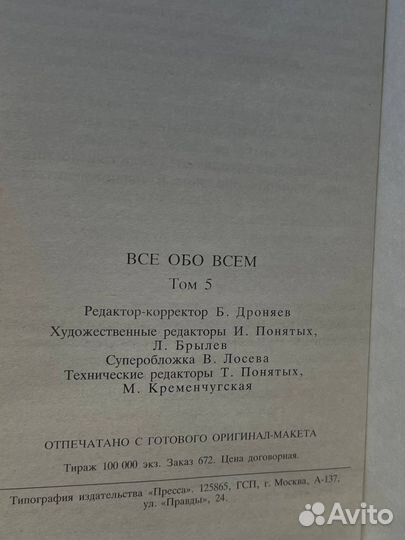 ВСЕ ОБО ВСЕМ
Том 5
Редактор-корректор Б. Дроняев
Художественные редакторы И. Понятых,
Л. Брылев
Суперобложка В. Лосева
Технические редакторы Т. Понятых,
М. Кременчугская
ОТПЕЧАТАНО С ГОТОВОГО ОРИГИНАЛ-МАКЕТА
Тираж 100 000 экз. Заказ 672. Цена договорная.
Типография издательства «Пресса». 125865, ГСП, г. Москва, А-137,
ул. «Правды», 24.
Avito